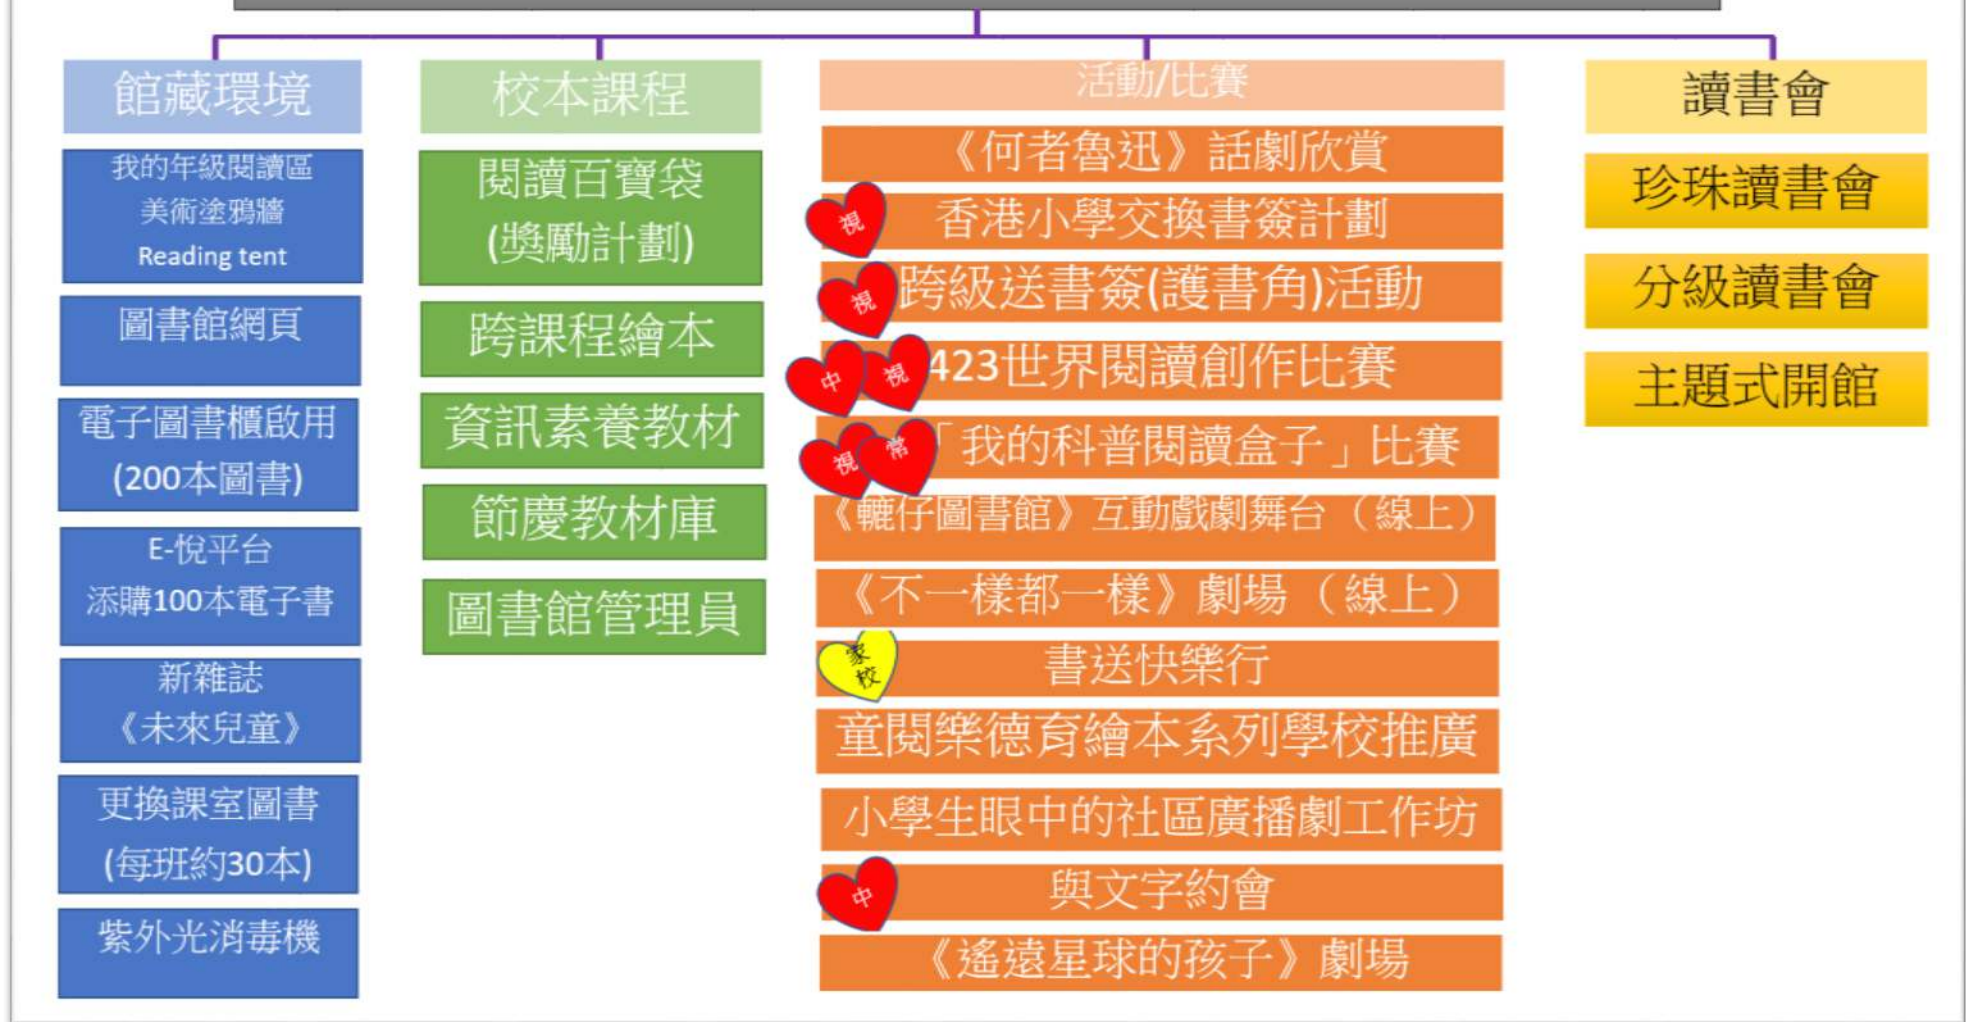 館藏環境
我的年級閱讀區
美術塗鴉牆
Reading tent
圖書館網頁
電子圖書櫃啟用
(200本圖書)
E-悅平台
添購100本電子書
新雜誌
《未來兒童》
更換課室圖書
(每班約30本)
紫外光消毒機
校本課程
閱讀百寶袋
(獎勵計劃)
跨課程繪本
資訊素養教材
節慶教材庫
圖書館管理員
活動/比賽
《何者魯迅》話劇欣賞
視
香港小學交換書簽計劃
視
跨級送書簽(護書角)活動
中
視
423世界閱讀創作比賽
視
常
「我的科普閱讀盒子」比賽
《轆仔圖書館》互動戲劇舞台（線上）
《不一樣都一樣》劇場（線上）
家
校
書送快樂行
童閱樂德育繪本系列學校推廣
小學生眼中的社區廣播劇工作坊
中
與文字約會
《遙遠星球的孩子》劇場
讀書會
珍珠讀書會
分級讀書會
主題式開館